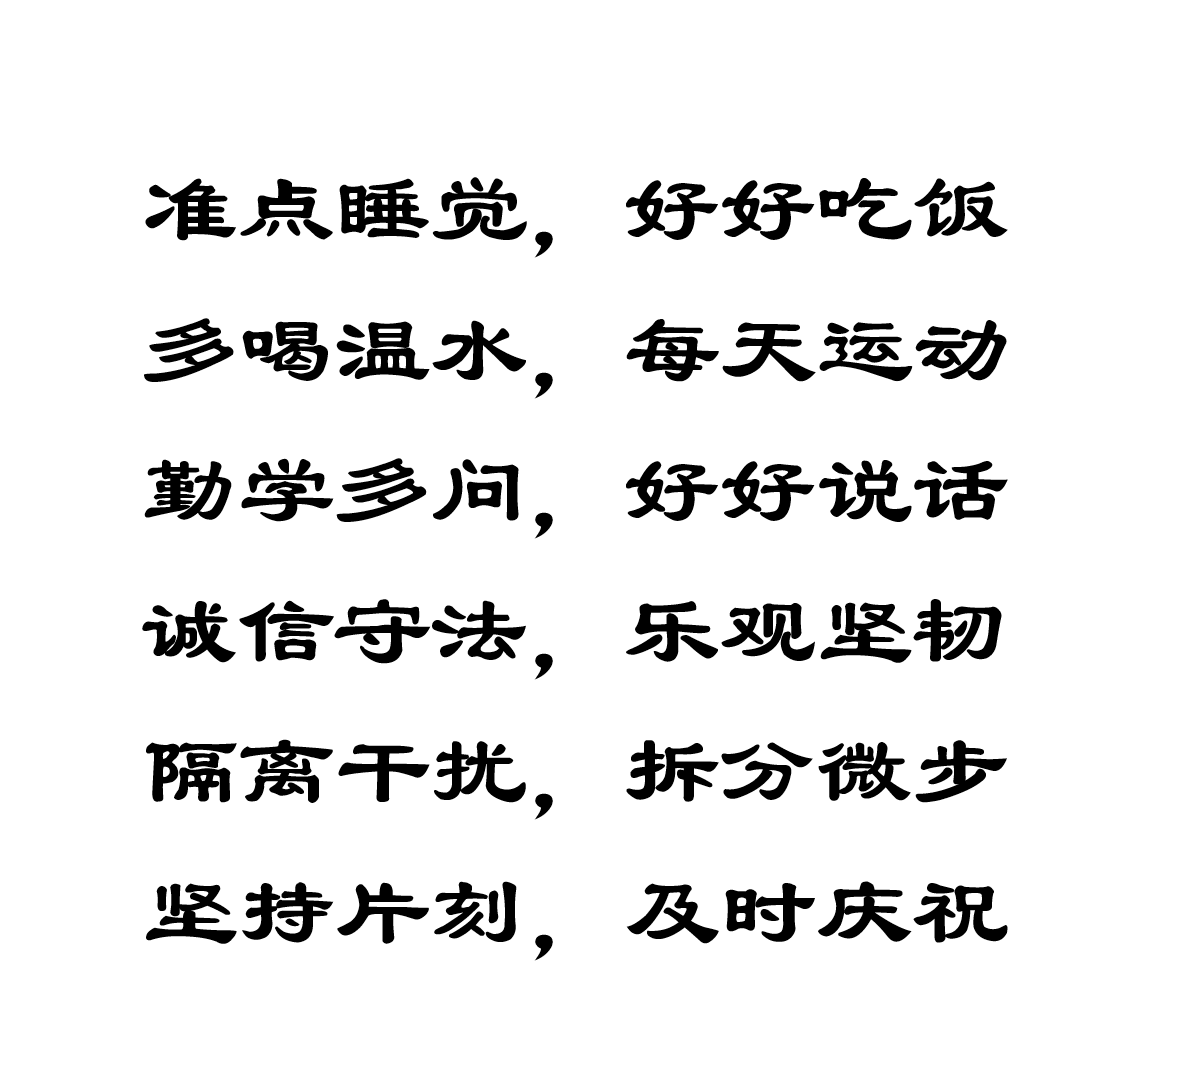 准点睡觉，好好吃饭
多喝温水，每天运动
勤学多问，好好说话
诚信守法，乐观坚韧
隔离干扰，拆分微步
坚持片刻，及时庆祝